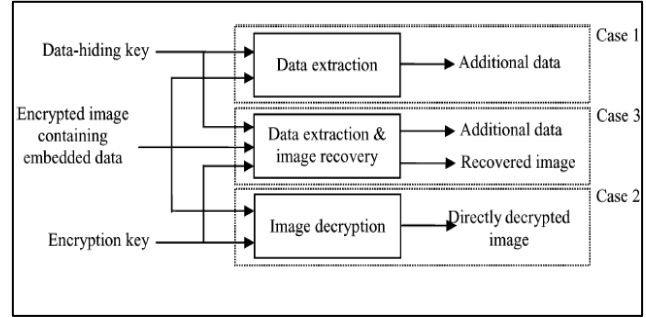 Data-hiding key
Encrypted image
containing
embedded data
Encryption key
Data extraction
Additional data
Case 1
Data extraction &
image recovery
Additional data
Recovered image
Case 3
Image decryption
Directly decrypted
image
Case 2